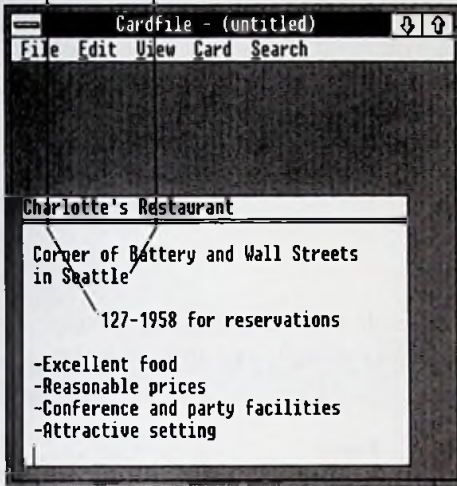 Cardfile - (untitled)
File Edit View Card Search
Charlotte's Restaurant
Corner of Battery and Wall Streets
in Seattle
127-1958 for reservations
-Excellent food
-Reasonable prices
-Conference and party facilities
-Attractive setting